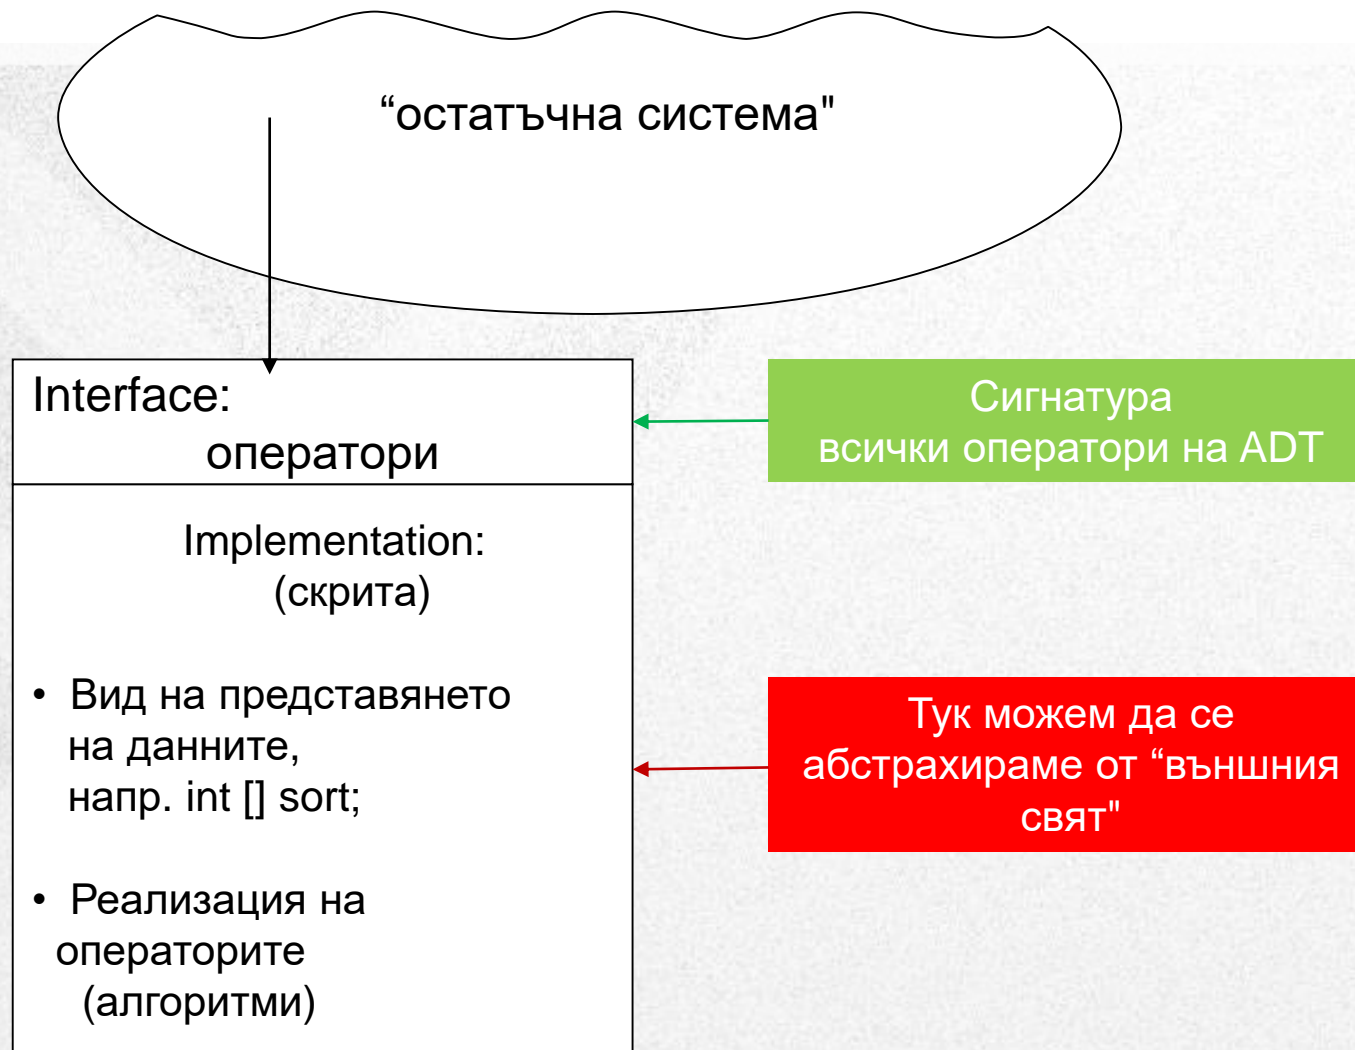 “остатъчна система"
Interface:
оператори
Сигнатура
всички оператори на ADT
Implementation:
(скрита)
• Вид на представянето
на данните,
напр. int [] sort;
Тук можем да се
абстрахираме от “външния
свят"
• Реализация на
операторите
(алгоритми)